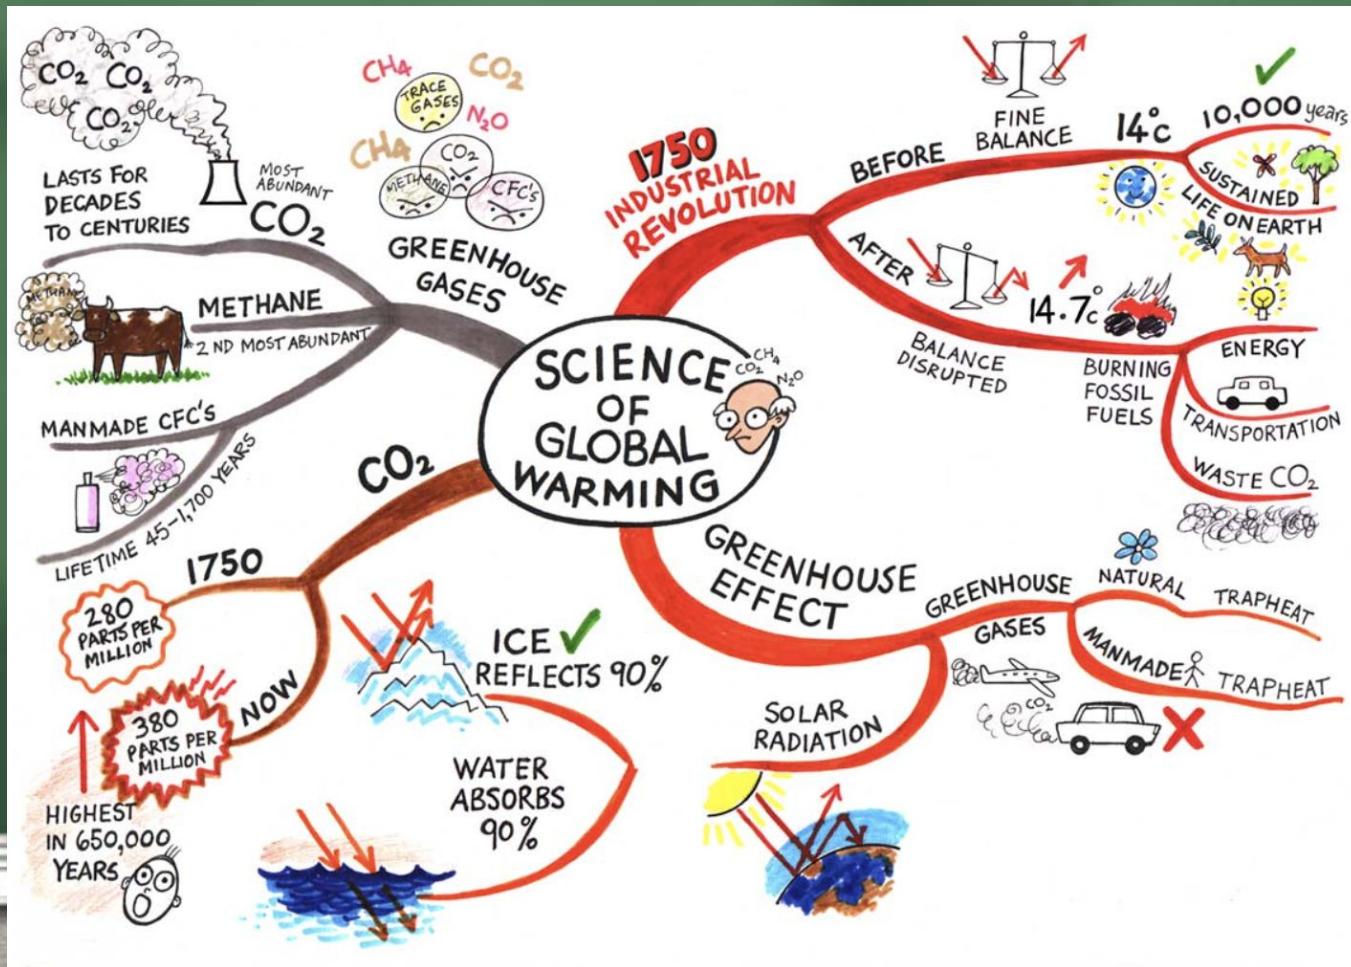 SCIENCE
OF
GLOBAL
WARMING
CO₂
CH₄
N₂O
1750
INDUSTRIAL
REVOLUTION
BEFORE
FINE
BALANCE
14°c
10,000 years
SUSTAINED
LIFE ON EARTH
AFTER
BALANCE
DISRUPTED
14.7°c
BURNING
FOSSIL
FUELS
ENERGY
TRANSPORTATION
WASTE CO₂
GREENHOUSE
EFFECT
GREENHOUSE
GASES
NATURAL
TRAPHEAT
MANMADE
TRAPHEAT
CO₂
SOLAR
RADIATION
ICE
REFLECTS 90%
WATER
ABSORBS
90%
CO₂
1750
280
PARTS PER
MILLION
NOW
380
PARTS PER
MILLION
HIGHEST
IN 650,000
YEARS
GREENHOUSE
GASES
CH₄
CO₂
TRACE
GASES
N₂O
CH₄
CO₂
METHANE
CFC'S
CO₂
MOST
ABUNDANT
CO₂
CO₂
CO₂
LASTS FOR
DECADES
TO CENTURIES
METHANE
2ND MOST ABUNDANT
METHAN
MANMADE CFC'S
LIFETIME 45-1,700 YEARS